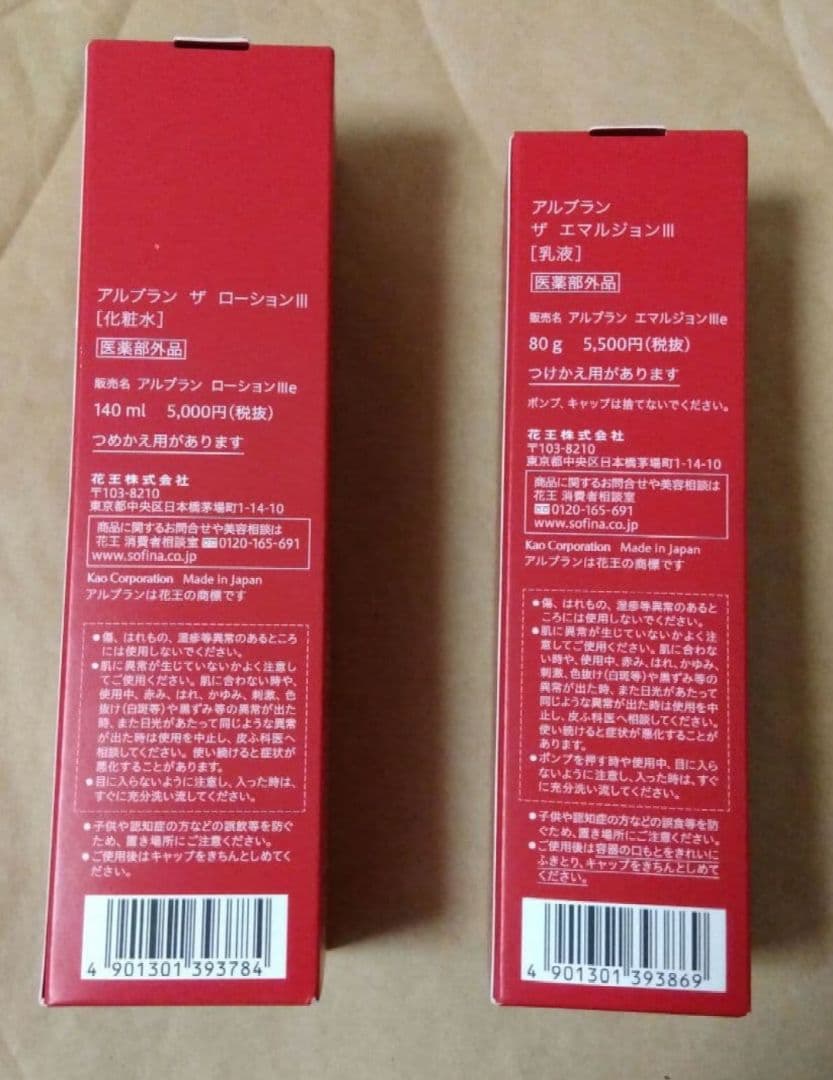 アルブラン ザ ローションⅢ
[化粧水]
医薬部外品
販売名 アルブラン ローションⅢe
140 ml 5,000円(税抜)
つめかえ用があります
花王株式会社
〒103-8210
東京都中央区日本橋茅場町1-14-10
商品に関するお問合せや美容相談は
花王 消費者相談室 0120-165-691
www.sofina.co.jp
Kao Corporation Made in Japan
アルブランは花王の商標です
●傷、はれもの、湿疹等異常のあるところ
には使用しないでください。
●肌に異常が生じていないかよく注意し
てご使用ください。肌に合わない時や、
使用中、赤み、はれ、かゆみ、刺激、色
抜け(白斑等)や黒ずみ等の異常が出た
時、また日光があたって同じような異常
が出た時は使用を中止し、皮ふ科医へ
相談してください。使い続けると症状が
悪化することがあります。
●目に入らないように注意し、入った時は、
すぐに充分洗い流してください。
●子供や認知症の方などの誤飲等を防ぐ
ため、置き場所にご注意ください。
●ご使用後はキャップをきちんとしめてく
ださい。
4 901301 393784
アルブラン
ザ エマルジョンⅢ
[乳液]
医薬部外品
販売名 アルブラン エマルジョンⅢe
80 g 5,500円(税抜)
つけかえ用があります
ポンプ、キャップは捨てないでください。
花王株式会社
〒103-8210
東京都中央区日本橋茅場町1-14-10
商品に関するお問合せや美容相談は
花王 消費者相談室
0120-165-691
www.sofina.co.jp
Kao Corporation Made in Japan
アルブランは花王の商標です
●傷、はれもの、湿疹等異常のあると
ころには使用しないでください。
●肌に異常が生じていないかよく注
意してご使用ください。肌に合わな
い時や、使用中、赤み、はれ、かゆみ、
刺激、色抜け(白斑等)や黒ずみ等の
異常が出た時、また日光があたって
同じような異常が出た時は使用を中
止し、皮ふ科医へ相談してください。
使い続けると症状が悪化することが
あります。
●ポンプを押す時や使用中、目に入ら
ないように注意し、入った時は、すぐ
に充分洗い流してください。
●子供や認知症の方などの誤食等を防
ぐため、置き場所にご注意ください。
●ご使用後は容器の口もとをきれいに
ふきとり、キャップをきちんとしめて
ください。
4 901301 393869